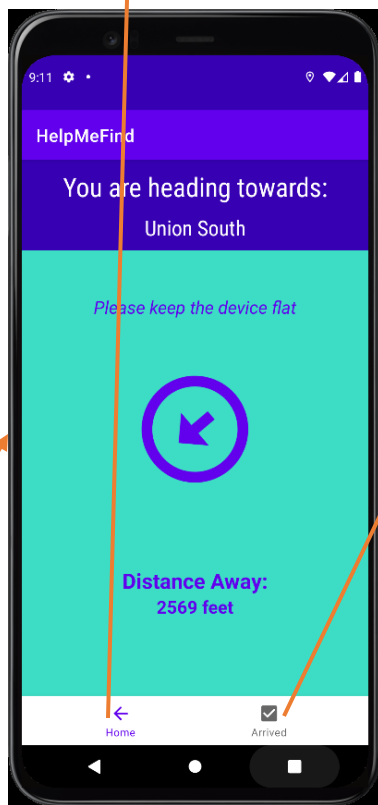 9:11
HelpMeFind
You are heading towards:
Union South
Please keep the device flat
Distance Away:
2569 feet
Home
Arrived